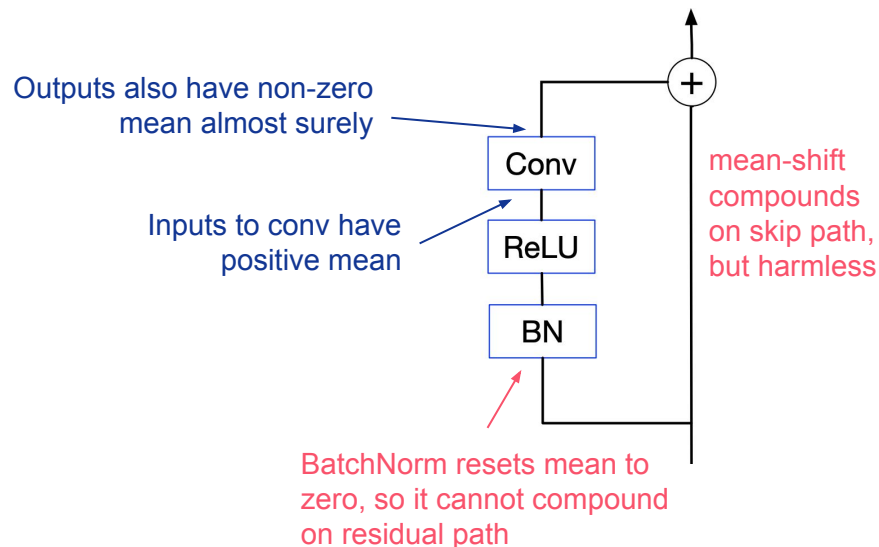 +
Outputs also have non-zero
mean almost surely
Conv
mean-shift
compounds
on skip path,
but harmless
Inputs to conv have
positive mean
ReLU
BN
BatchNorm resets mean to
zero, so it cannot compound
on residual path